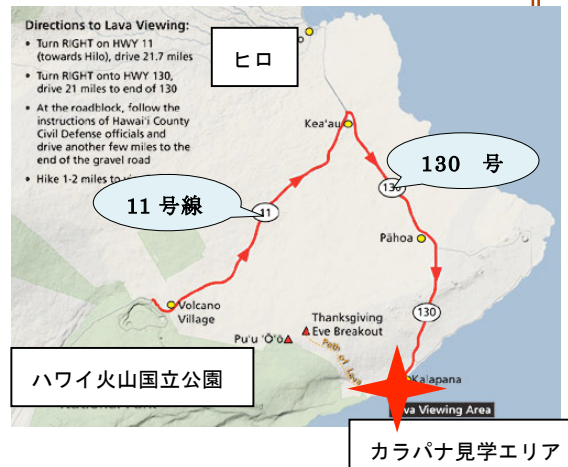 Directions to Lava Viewing:
• Turn RIGHT on HWY 11
(towards Hilo), drive 21.7 miles
• Turn RIGHT onto HWY 130,
drive 21 miles to end of 130
• At the roadblock, follow the
instructions of Hawai'i County
Civil Defense officials and
drive another few miles to the
end of the gravel road
• Hike 1-2 miles to
ヒロ
Kea'au
130 号
130
11 号線
11
Pāhoa
130
Volcano
Village
Thanksgiving
Eve Breakout
Pu'u 'Ō'ō
Path of Lava
ハワイ火山国立公園
Kalapana
Viewing Area
カラパナ見学エリア